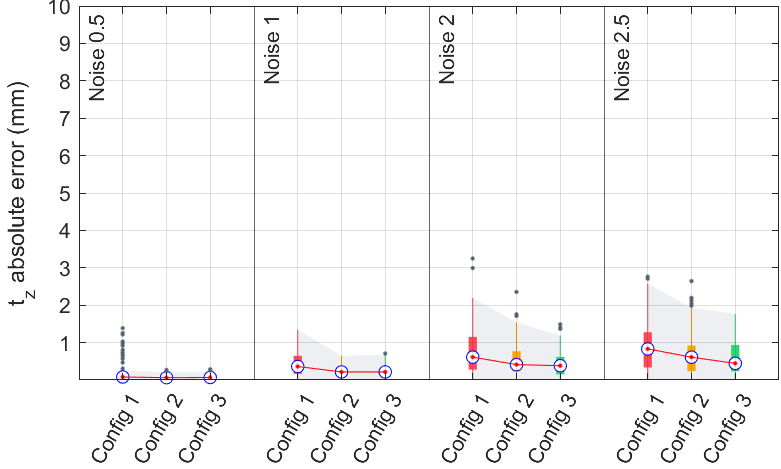 10
9
8
7
6
5
4
3
2
1
t_z absolute error (mm)
Noise 0.5
Noise 1
Noise 2
Noise 2.5
Config 1
Config 2
Config 3
Config 1
Config 2
Config 3
Config 1
Config 2
Config 3
Config 1
Config 2
Config 3